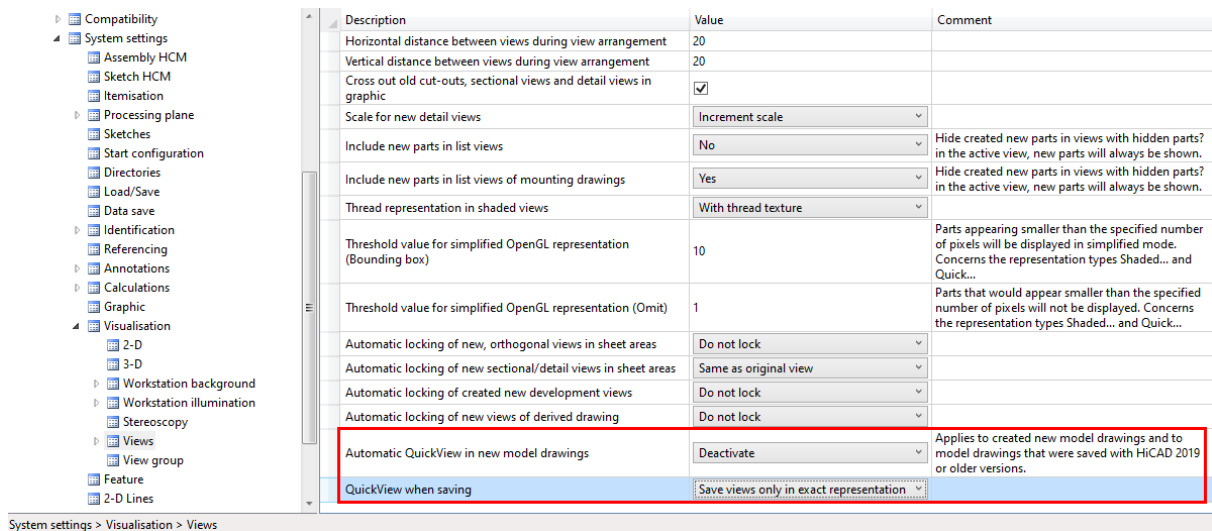 Compatibility
System settings
Assembly HCM
Sketch HCM
Itemisation
Processing plane
Sketches
Start configuration
Directories
Load/Save
Data save
Identification
Referencing
Annotations
Calculations
Graphic
Visualisation
2-D
3-D
Workstation background
Workstation illumination
Stereoscopy
Views
View group
Feature
2-D Lines
Description Value Comment
Horizontal distance between views during view arrangement 20
Vertical distance between views during view arrangement 20
Cross out old cut-outs, sectional views and detail views in
graphic
Scale for new detail views Increment scale
Include new parts in list views No
Hide created new parts in views with hidden parts?
in the active view, new parts will always be shown.
Include new parts in list views of mounting drawings Yes
Hide created new parts in views with hidden parts?
in the active view, new parts will always be shown.
Thread representation in shaded views With thread texture
Threshold value for simplified OpenGL representation
(Bounding box)
10
Parts appearing smaller than the specified number
of pixels will be displayed in simplified mode.
Concerns the representation types Shaded... and
Quick...
Threshold value for simplified OpenGL representation (Omit) 1
Parts that would appear smaller than the specified
number of pixels will not be displayed. Concerns
the representation types Shaded... and Quick...
Automatic locking of new, orthogonal views in sheet areas Do not lock
Automatic locking of new sectional/detail views in sheet areas Same as original view
Automatic locking of created new development views Do not lock
Automatic locking of new views of derived drawing Do not lock
Automatic QuickView in new model drawings Deactivate
Applies to created new model drawings and to
model drawings that were saved with HiCAD 2019
or older versions.
QuickView when saving Save views only in exact representation
System settings > Visualisation > Views